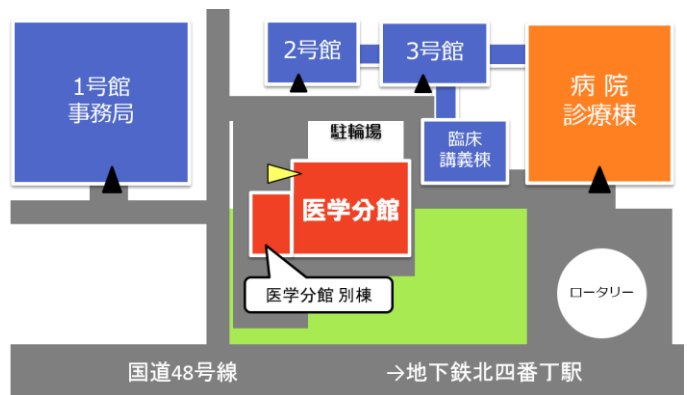 1号館
事務局
2号館
3号館
病 院
診療棟
駐輪場
臨床
講義棟
医学分館
医学分館 別棟
ロータリー
国道48号線
→地下鉄北四番丁駅